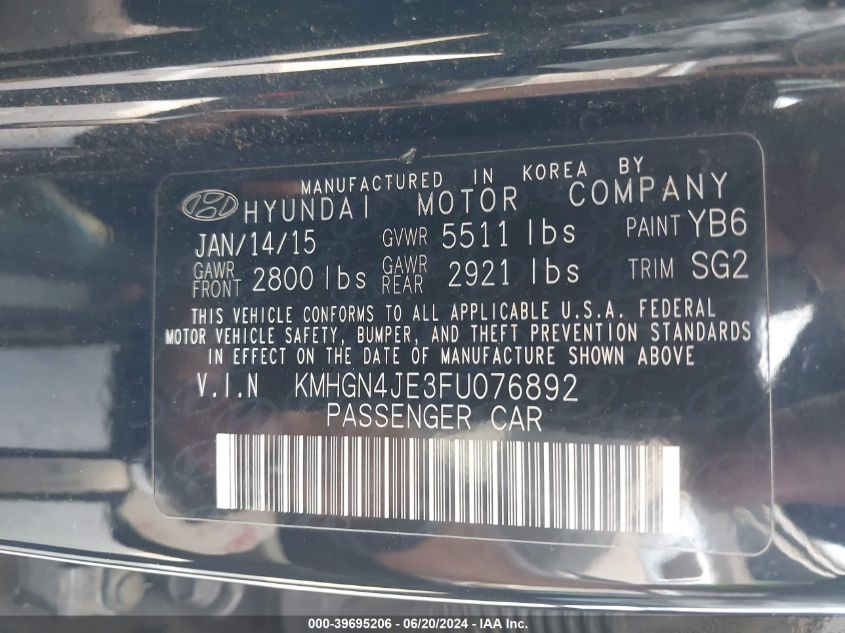 MANUFACTURED IN KOREA BY
HYUNDAI MOTOR COMPANY
JAN/14/15 GVWR 5511 lbs PAINT YB6
GAWR FRONT 2800 lbs GAWR REAR 2921 lbs TRIM SG2
THIS VEHICLE CONFORMS TO ALL APPLICABLE U.S.A. FEDERAL
MOTOR VEHICLE SAFETY, BUMPER, AND THEFT PREVENTION STANDARDS
IN EFFECT ON THE DATE OF MANUFACTURE SHOWN ABOVE
V.I.N KMHGN4JE3FU076892
PASSENGER CAR
000-39695206 - 06/20/2024 - IAA Inc.